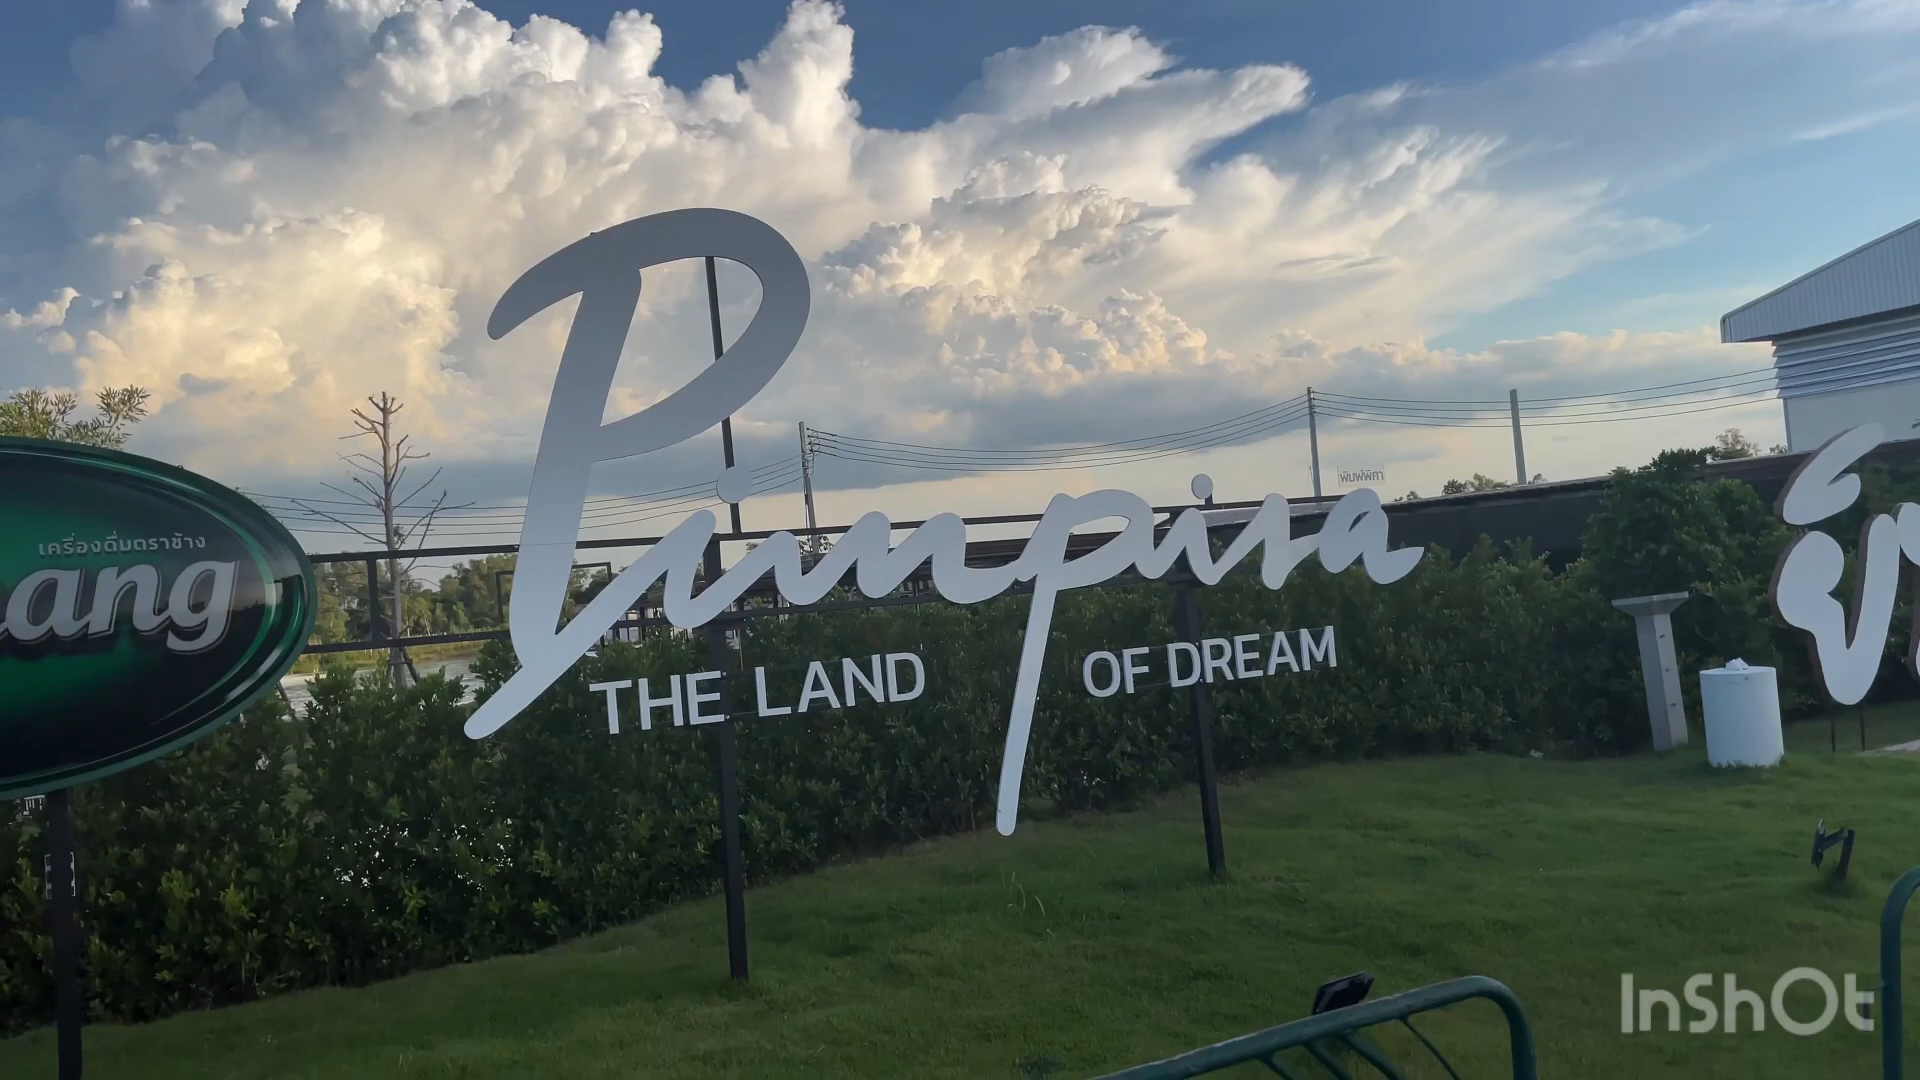 เครื่องดื่มตราช้าง
ang
Pimpisa
THE LAND OF DREAM
พิมพ์พิศา
InShOt